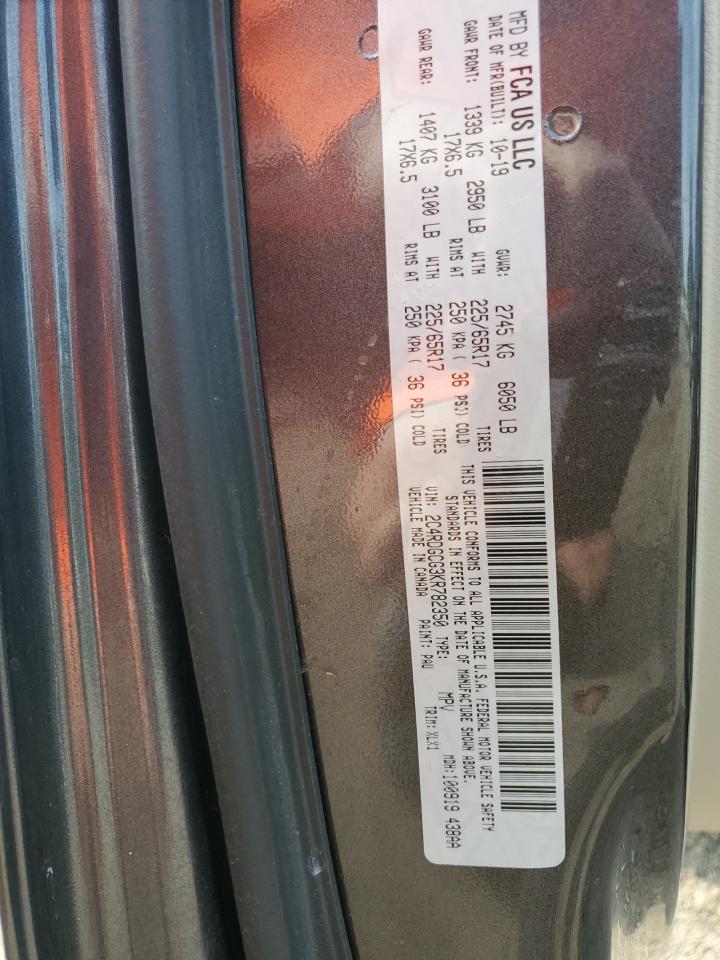 MFD BY FCA US LLC
DATE OF MFR(BUILT): 10-19 GVWR: 2745 KG 6050 LB
GAWR FRONT: 1339 KG 2950 LB WITH 225/65R17 TIRES
17X6.5 RIMS AT 250 KPA ( 36 PSI) COLD
GAWR REAR: 1407 KG 3100 LB WITH 225/65R17 TIRES
17X6.5 RIMS AT 250 KPA ( 36 PSI) COLD
THIS VEHICLE CONFORMS TO ALL APPLICABLE U.S.A. FEDERAL MOTOR VEHICLE SAFETY
STANDARDS IN EFFECT ON THE DATE OF MANUFACTURE SHOWN ABOVE.
VIN: 2C4RDGCG3KR782350 TYPE: MPV MDH:100919 438AA
VEHICLE MADE IN CANADA PAINT: PAU TRIM: XLX1